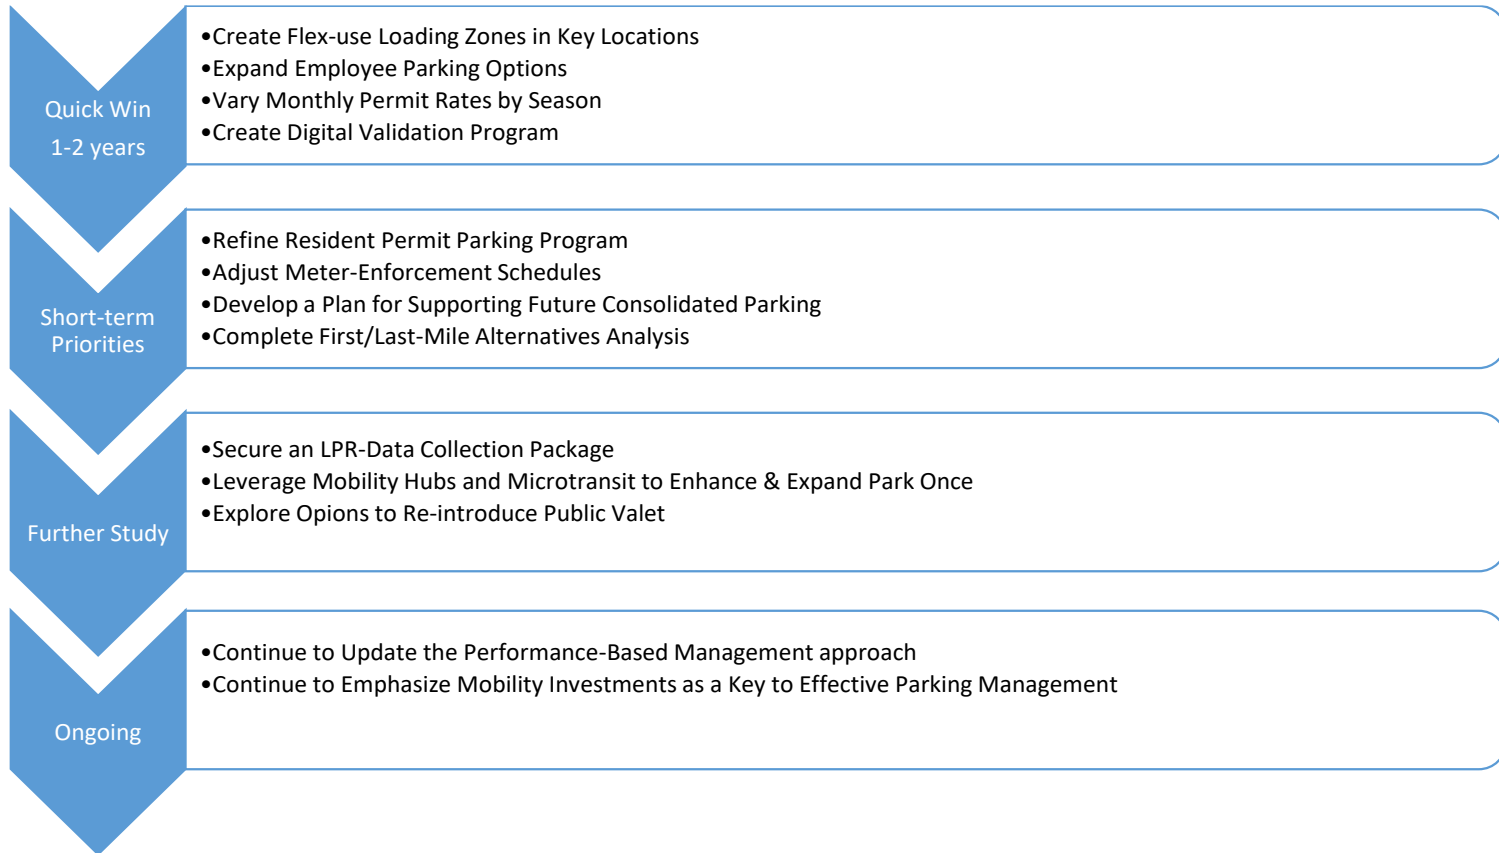 Quick Win
1-2 years
•Create Flex-use Loading Zones in Key Locations
•Expand Employee Parking Options
•Vary Monthly Permit Rates by Season
•Create Digital Validation Program
Short-term
Priorities
•Refine Resident Permit Parking Program
•Adjust Meter-Enforcement Schedules
•Develop a Plan for Supporting Future Consolidated Parking
•Complete First/Last-Mile Alternatives Analysis
Further Study
•Secure an LPR-Data Collection Package
•Leverage Mobility Hubs and Microtransit to Enhance & Expand Park Once
•Explore Opions to Re-introduce Public Valet
Ongoing
•Continue to Update the Performance-Based Management approach
•Continue to Emphasize Mobility Investments as a Key to Effective Parking Management